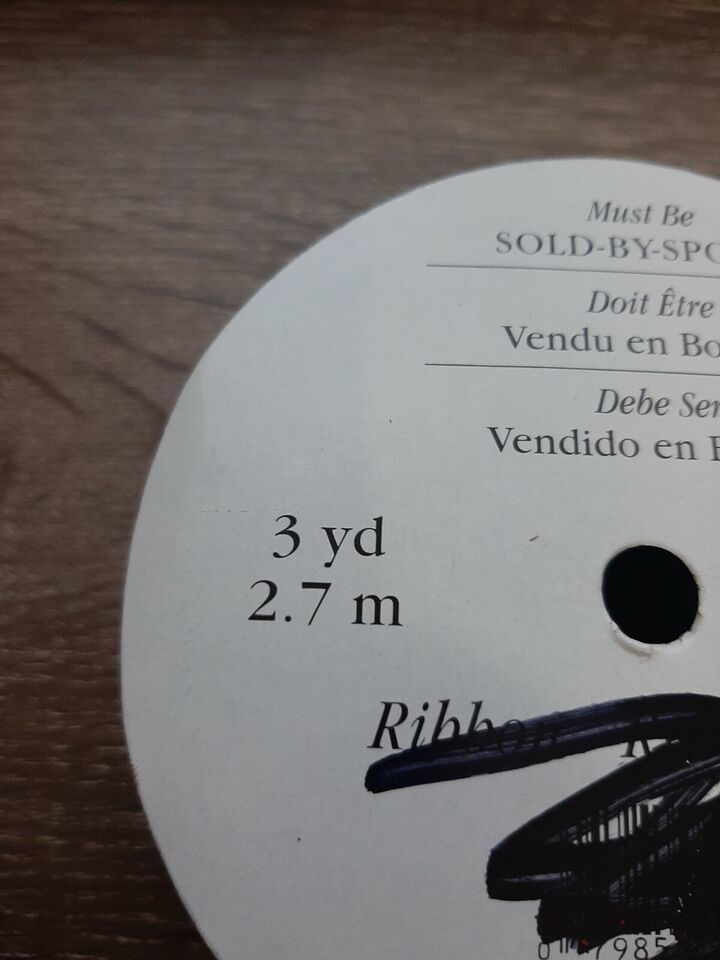 Must Be
SOLD-BY-SPO
Doit Être
Vendu en Bo
Debe Ser
Vendido en
3 yd
2.7 m
Ribbon
985